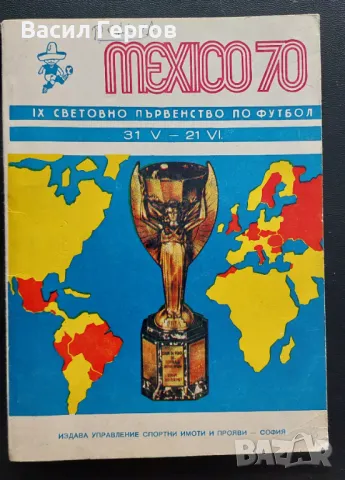 Васил Гергов
MEXICO 70
IX СВЕТОВНО ПЪРВЕНСТВО ПО ФУТБОЛ
31 V – 21 VI.
ИЗДАВА УПРАВЛЕНИЕ СПОРТНИ ИМОТИ И ПРОЯВИ – СОФИЯ
BAZAR